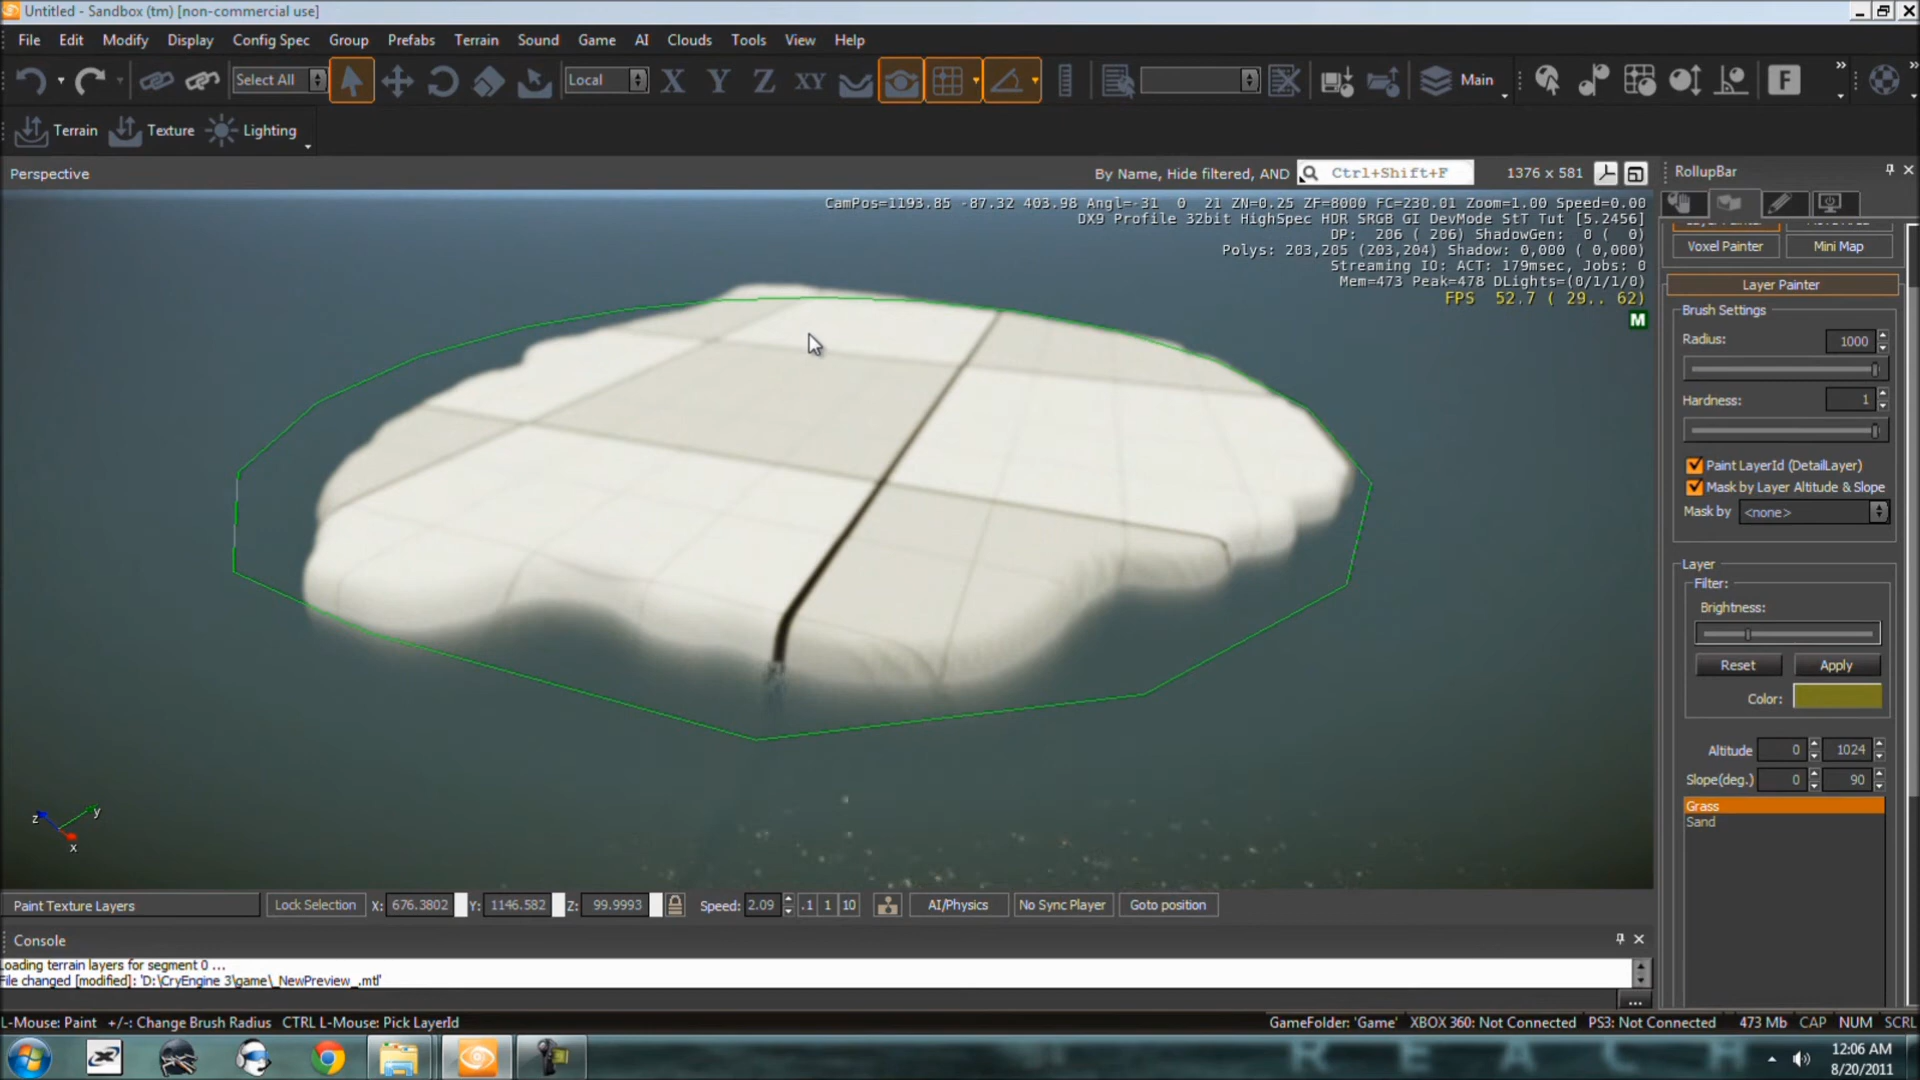 Untitled - Sandbox (tm) [non-commercial use]
File Edit Modify Display Config Spec Group Prefabs Terrain Sound Game AI Clouds Tools View Help
Select All Local X Y Z XY Main F
Terrain Texture Lighting
Perspective By Name, Hide filtered, AND Ctrl+Shift+F 1376 x 581 RollupBar
CamPos=1193.85 -87.32 403.98 Angl=-31 0 21 ZN=0.25 ZF=8000 FC=230.01 Zoom=1.00 Speed=0.00
DX9 Profile 32bit HighSpec HDR SRGB GI DevMode StT Tut [5.2456]
DP: 206 ( 206) ShadowGen: 0 ( 0)
Polys: 203,205 (203,204) Shadow: 0,000 ( 0,000)
Streaming IO: ACT: 179msec, Jobs: 0
Mem=473 Peak=478 DLights=(0/1/1/0)
FPS 52.7 ( 29.. 62)
M
Voxel Painter Mini Map
Layer Painter
Brush Settings
Radius: 1000
Hardness: 1
Paint LayerId (DetailLayer)
Mask by Layer Altitude & Slope
Mask by <none>
Layer
Filter:
Brightness:
Reset Apply
Color:
Altitude 0 1024
Slope(deg.) 0 90
Grass
Sand
z y
x
Paint Texture Layers Lock Selection X: 676.3802 Y: 1146.582 Z: 99.9993 Speed: 2.09 .1 1 10 AI/Physics No Sync Player Goto position
Console
Loading terrain layers for segment 0 ...
File changed [modified]: 'D:\CryEngine 3\game\_NewPreview_.mtl'
...
L-Mouse: Paint +/-: Change Brush Radius CTRL L-Mouse: Pick LayerId GameFolder: 'Game' XBOX 360: Not Connected PS3: Not Connected 473 Mb CAP NUM SCRL
R E A C H
12:06 AM
8/20/2011